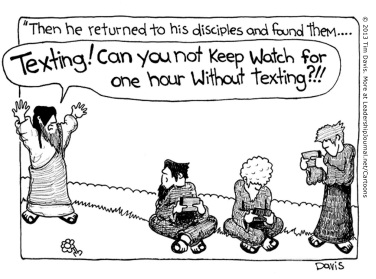 "Then he returned to his disciples and found them....
Texting! Can you not Keep Watch for
one hour Without texting?!!
© 2013 Tim Davis. More at LeadershipJournal.net/Cartoons
Davis